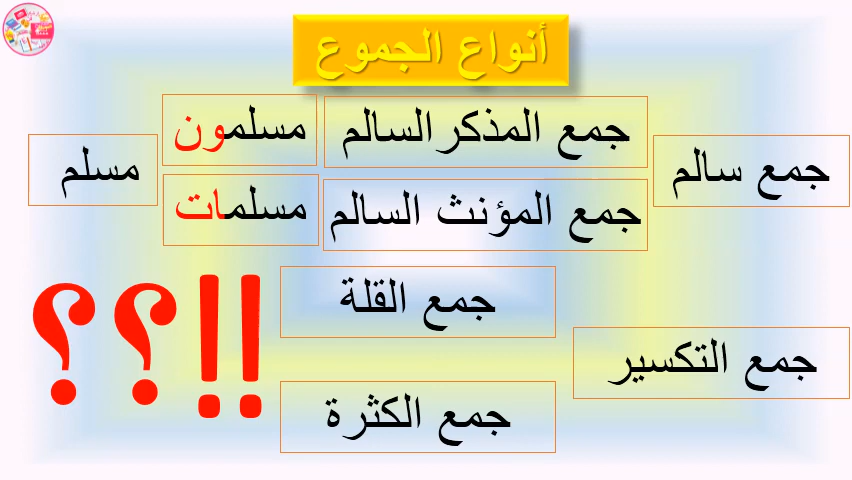 أنواع الجموع
جمع سالم
جمع المذكر السالم
مسلمون
مسلم
جمع المؤنث السالم
مسلمات
جمع التكسير
جمع القلة
جمع الكثرة
!!؟؟